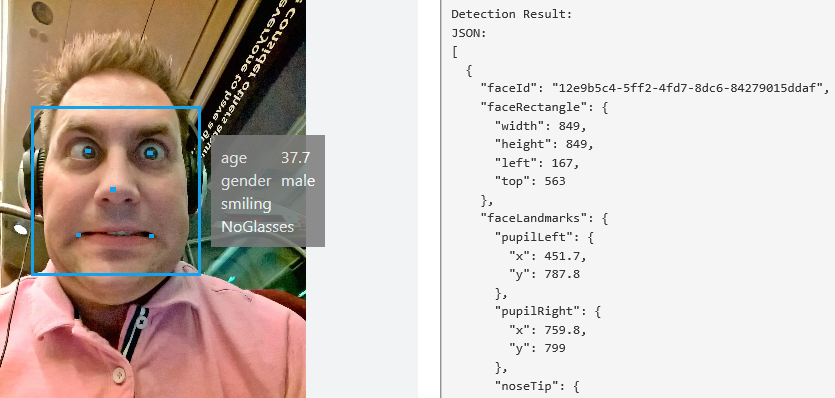 everyone to have a g
consider others aroun
age 37.7
gender male
smiling
NoGlasses
Detection Result:
JSON:
[
{
"faceId": "12e9b5c4-5ff2-4fd7-8dc6-84279015ddaf",
"faceRectangle": {
"width": 849,
"height": 849,
"left": 167,
"top": 563
},
"faceLandmarks": {
"pupilLeft": {
"x": 451.7,
"y": 787.8
},
"pupilRight": {
"x": 759.8,
"y": 799
},
"noseTip": {